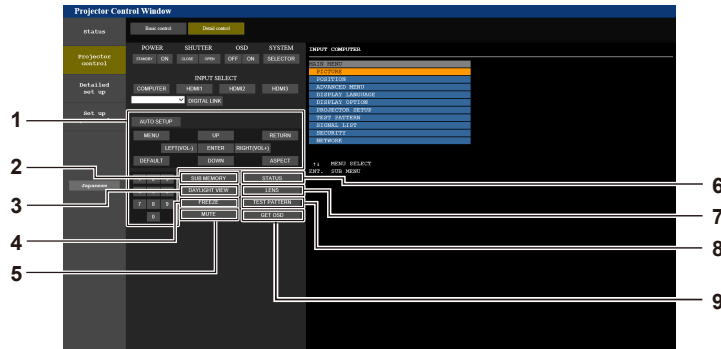 Projector Control Window
Status
Basic control
Detail control
POWER SHUTTER OSD SYSTEM
STANDBY ON CLOSE OPEN OFF ON SELECTOR
Projector
control
INPUT SELECT
COMPUTER HDMI1 HDMI2 HDMI3
DIGITAL LINK
Detailed
set up
Set up
AUTO SETUP
MENU UP RETURN
LEFT(VOL-) ENTER RIGHT(VOL+)
DEFAULT DOWN ASPECT
Japanese
SUB MEMORY STATUS
DAYLIGHT VIEW LENS
7 8 9 FREEZE TEST PATTERN
0 MUTE GET OSD
INPUT COMPUTER
MAIN MENU
PICTURE
POSITION
ADVANCED MENU
DISPLAY LANGUAGE
DISPLAY OPTION
PROJECTOR SETUP
TEST PATTERN
SIGNAL LIST
SECURITY
NETWORK
↑↓ MENU SELECT
ENT. SUB MENU
1
2
3
4
5
6
7
8
9